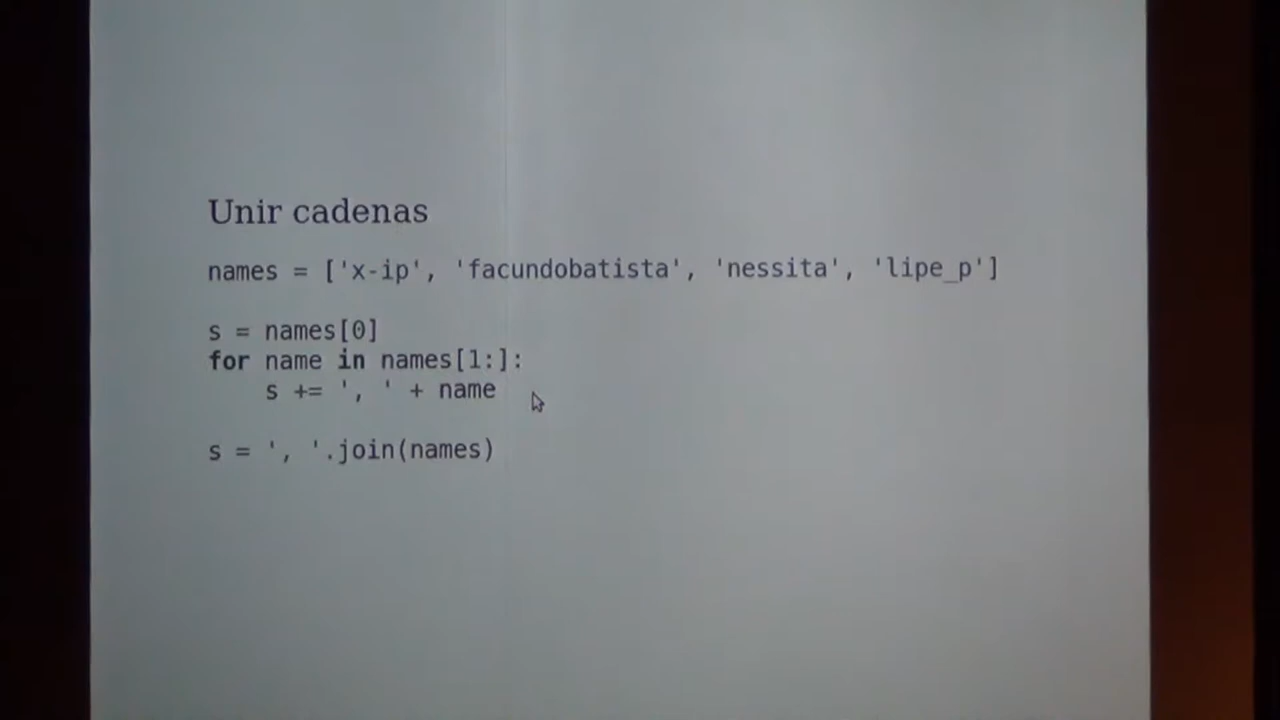 Unir cadenas
names = ['x-ip', 'facundobatista', 'nessita', 'lipe_p']
s = names[0]
for name in names[1:]:
    s += ', ' + name
s = ', '.join(names)